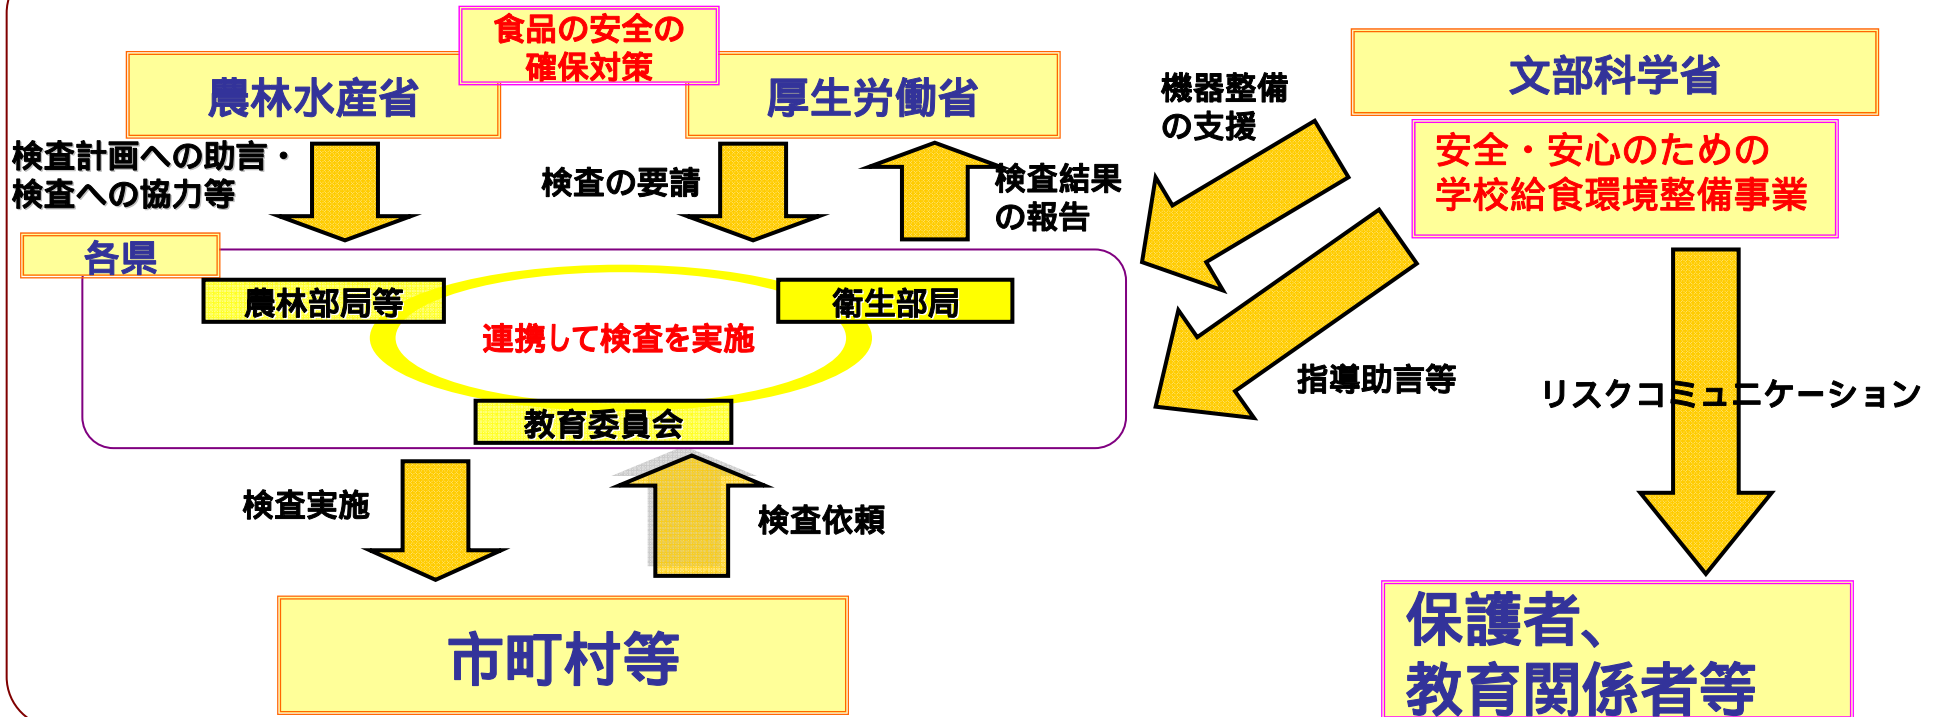 食品の安全の
確保対策
農林水産省
厚生労働省
文部科学省
機器整備
の支援
安全・安心のための
学校給食環境整備事業
検査計画への助言・
検査への協力等
検査の要請
検査結果
の報告
各県
農林部局等
衛生部局
連携して検査を実施
教育委員会
指導助言等
リスクコミュニケーション
検査実施
検査依頼
市町村等
保護者、
教育関係者等